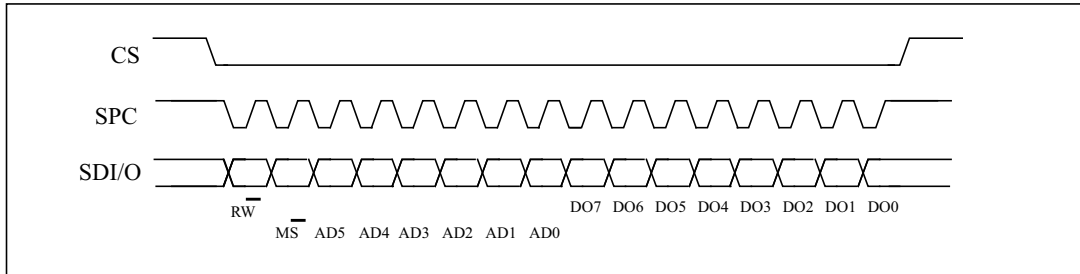 CS
SPC
SDI/O
RW
DO7 DO6 DO5 DO4 DO3 DO2 DO1 DO0
MS AD5 AD4 AD3 AD2 AD1 AD0